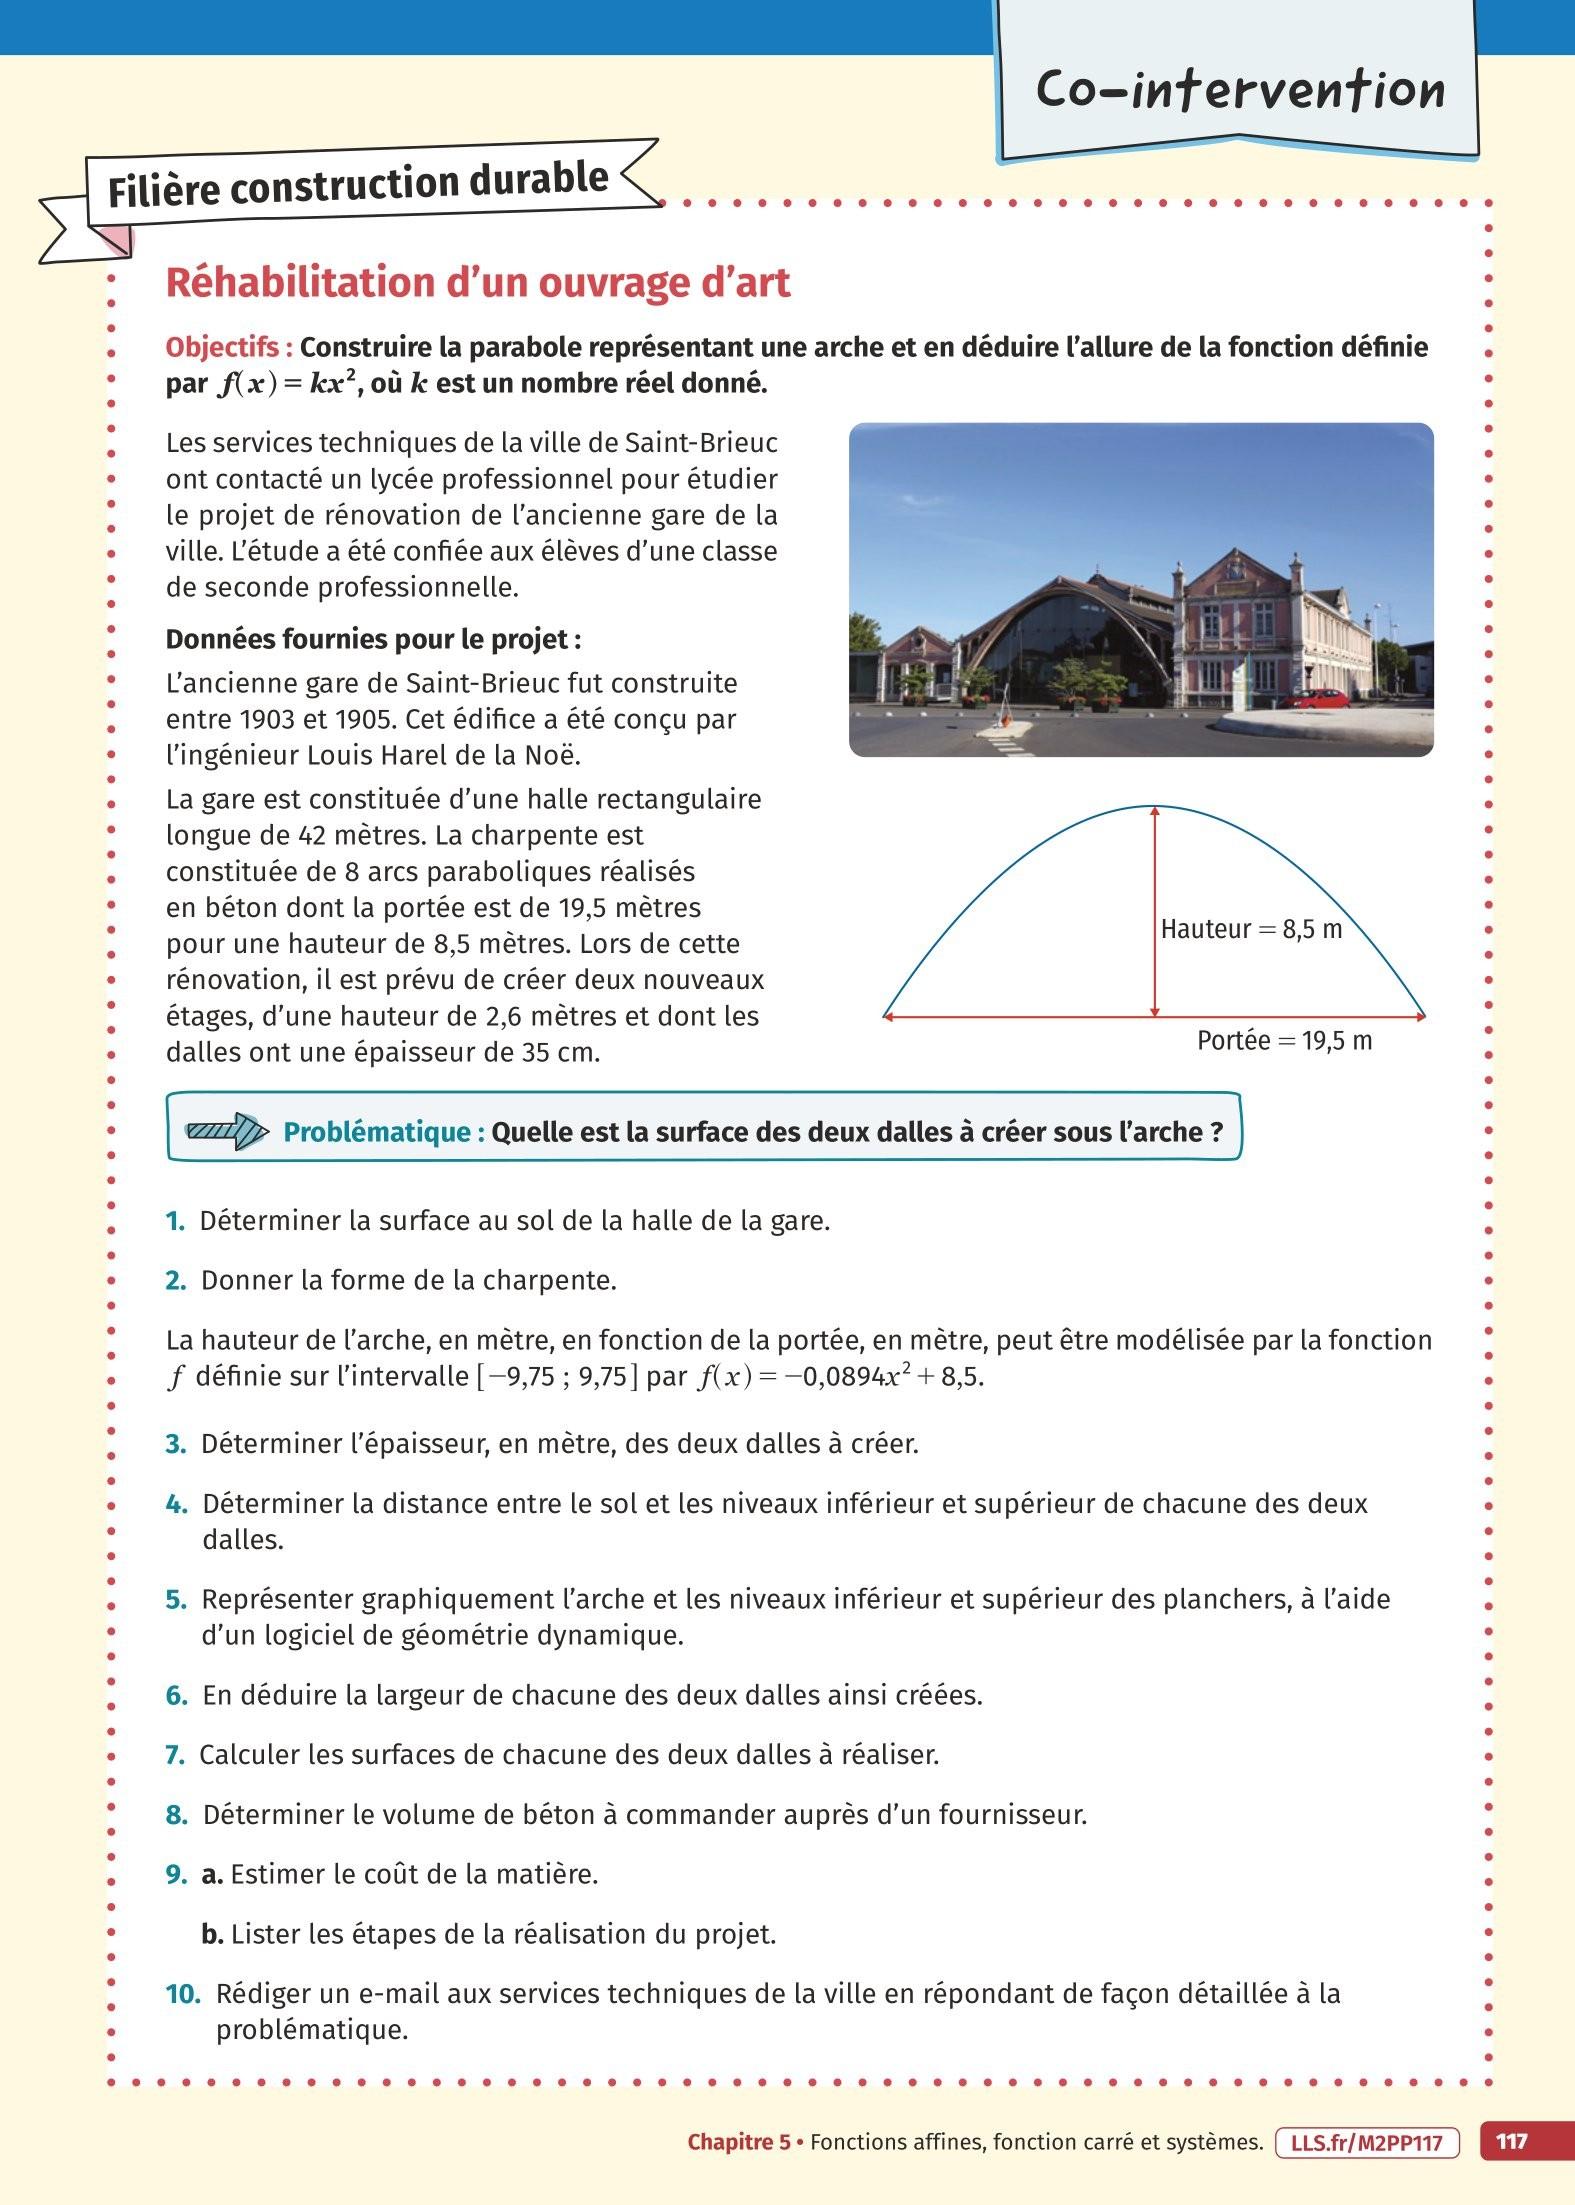 Co-intervention
Filière construction durable
Réhabilitation d’un ouvrage d’art
Objectifs : Construire la parabole représentant une arche et en déduire l’allure de la fonction définie
par f(x) = kx², où k est un nombre réel donné.
Les services techniques de la ville de Saint-Brieuc
ont contacté un lycée professionnel pour étudier
le projet de rénovation de l’ancienne gare de la
ville. L’étude a été confiée aux élèves d’une classe
de seconde professionnelle.
Données fournies pour le projet :
L’ancienne gare de Saint-Brieuc fut construite
entre 1903 et 1905. Cet édifice a été conçu par
l’ingénieur Louis Harel de la Noë.
La gare est constituée d’une halle rectangulaire
longue de 42 mètres. La charpente est
constituée de 8 arcs paraboliques réalisés
en béton dont la portée est de 19,5 mètres
pour une hauteur de 8,5 mètres. Lors de cette
rénovation, il est prévu de créer deux nouveaux
étages, d’une hauteur de 2,6 mètres et dont les
dalles ont une épaisseur de 35 cm.
Hauteur = 8,5 m
Portée = 19,5 m
Problématique : Quelle est la surface des deux dalles à créer sous l’arche ?
1. Déterminer la surface au sol de la halle de la gare.
2. Donner la forme de la charpente.
La hauteur de l’arche, en mètre, en fonction de la portée, en mètre, peut être modélisée par la fonction
f définie sur l’intervalle [−9,75 ; 9,75] par f(x) = −0,0894x² + 8,5.
3. Déterminer l’épaisseur, en mètre, des deux dalles à créer.
4. Déterminer la distance entre le sol et les niveaux inférieur et supérieur de chacune des deux
dalles.
5. Représenter graphiquement l’arche et les niveaux inférieur et supérieur des planchers, à l’aide
d’un logiciel de géométrie dynamique.
6. En déduire la largeur de chacune des deux dalles ainsi créées.
7. Calculer les surfaces de chacune des deux dalles à réaliser.
8. Déterminer le volume de béton à commander auprès d’un fournisseur.
9. a. Estimer le coût de la matière.
b. Lister les étapes de la réalisation du projet.
10. Rédiger un e-mail aux services techniques de la ville en répondant de façon détaillée à la
problématique.
Chapitre 5 • Fonctions affines, fonction carré et systèmes. LLS.fr/M2PP117 117